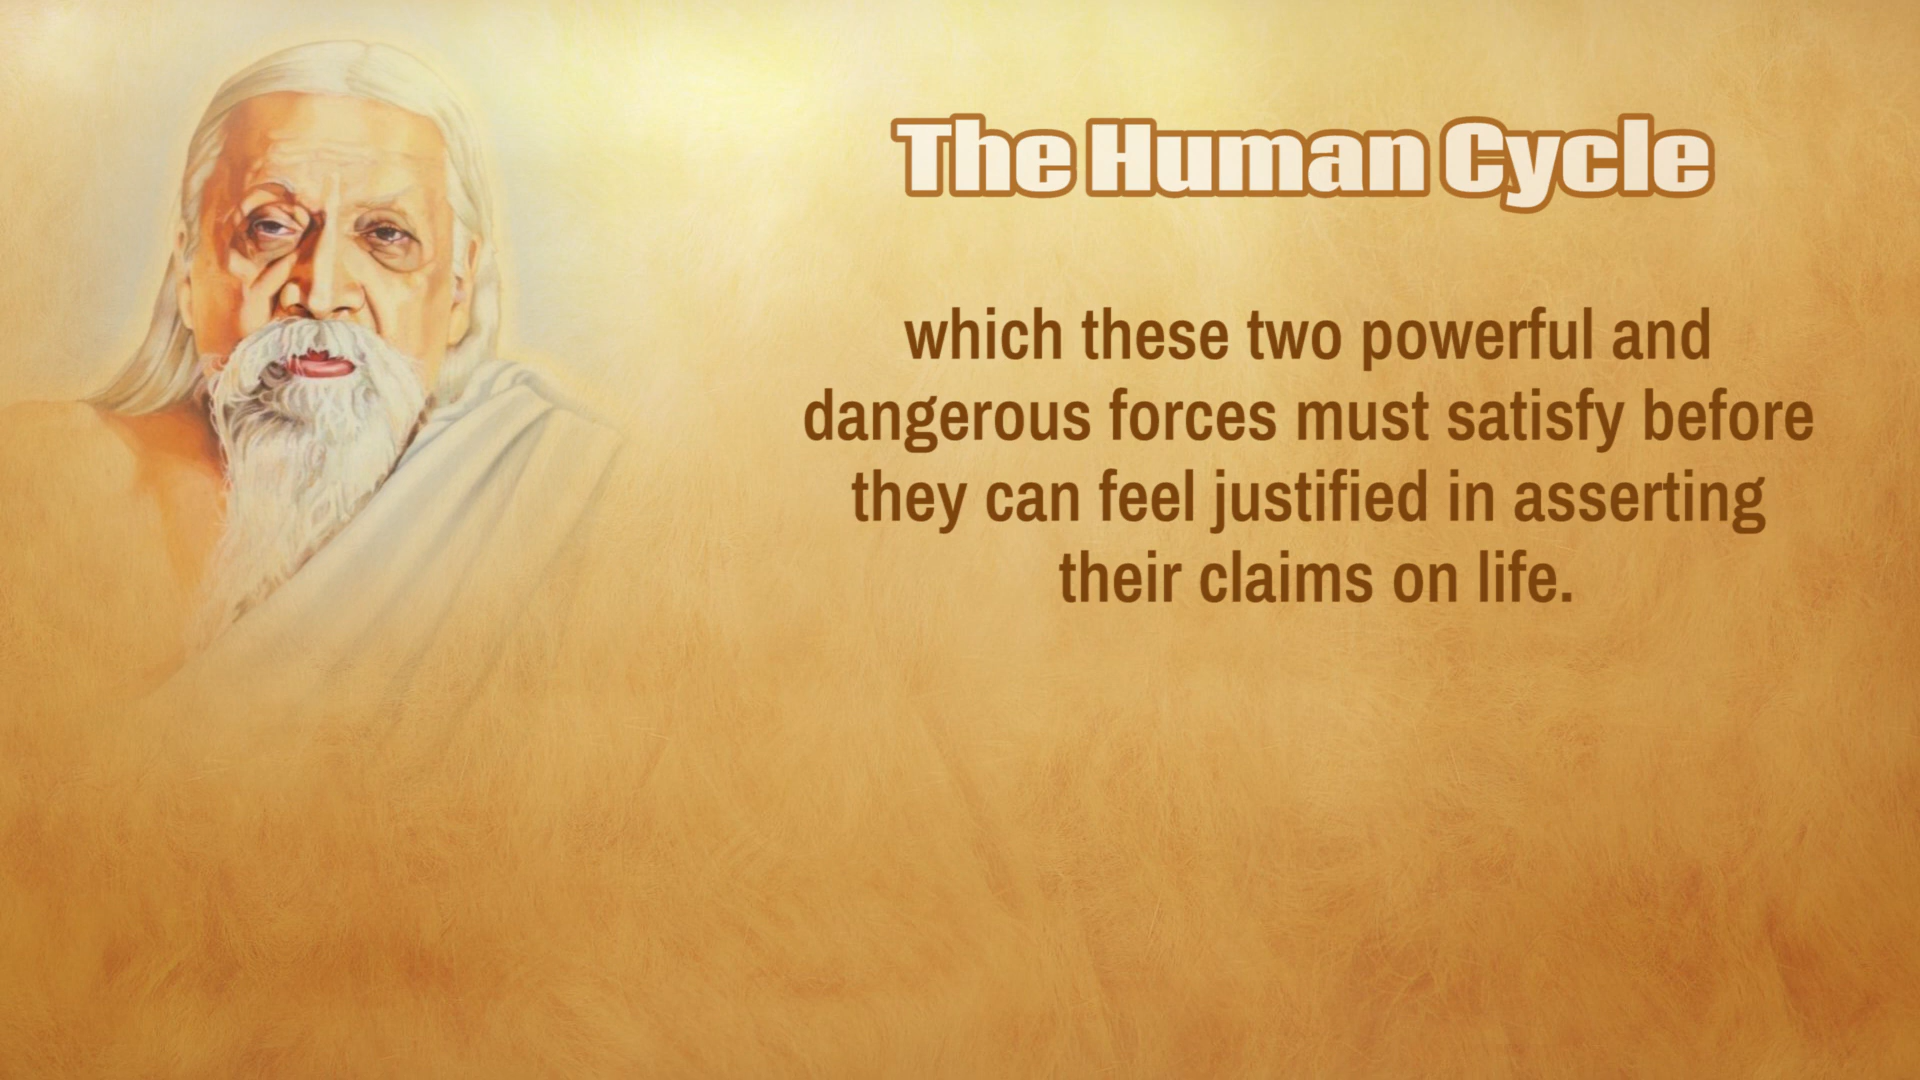 The Human Cycle
which these two powerful and
dangerous forces must satisfy before
they can feel justified in asserting
their claims on life.